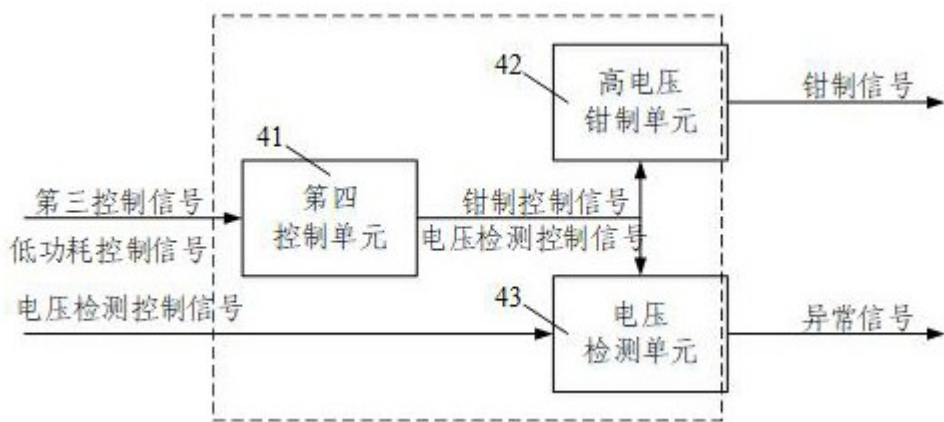 42
高电压
钳制单元
钳制信号
41
第三控制信号
低功耗控制信号
第四
控制单元
钳制控制信号
电压检测控制信号
电压检测控制信号
43
电压
检测单元
异常信号